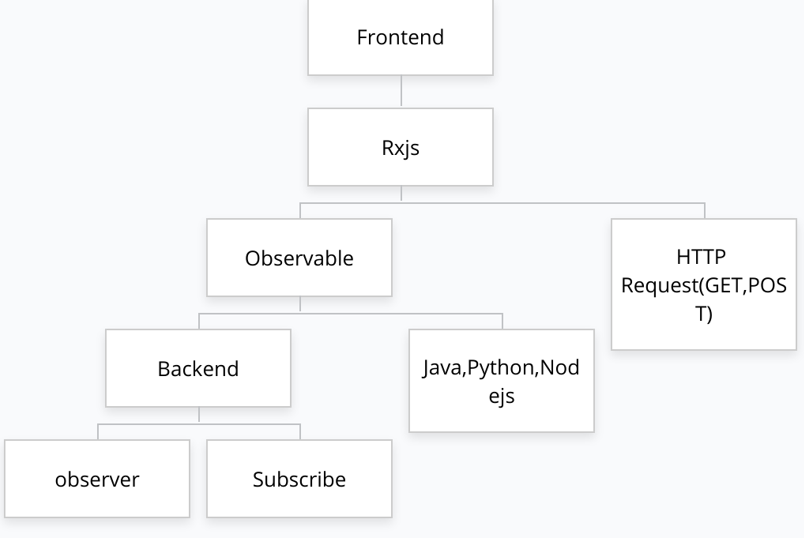 Frontend
Rxjs
Observable
HTTP
Request(GET,POS
T)
Backend
Java,Python,Nod
ejs
observer
Subscribe